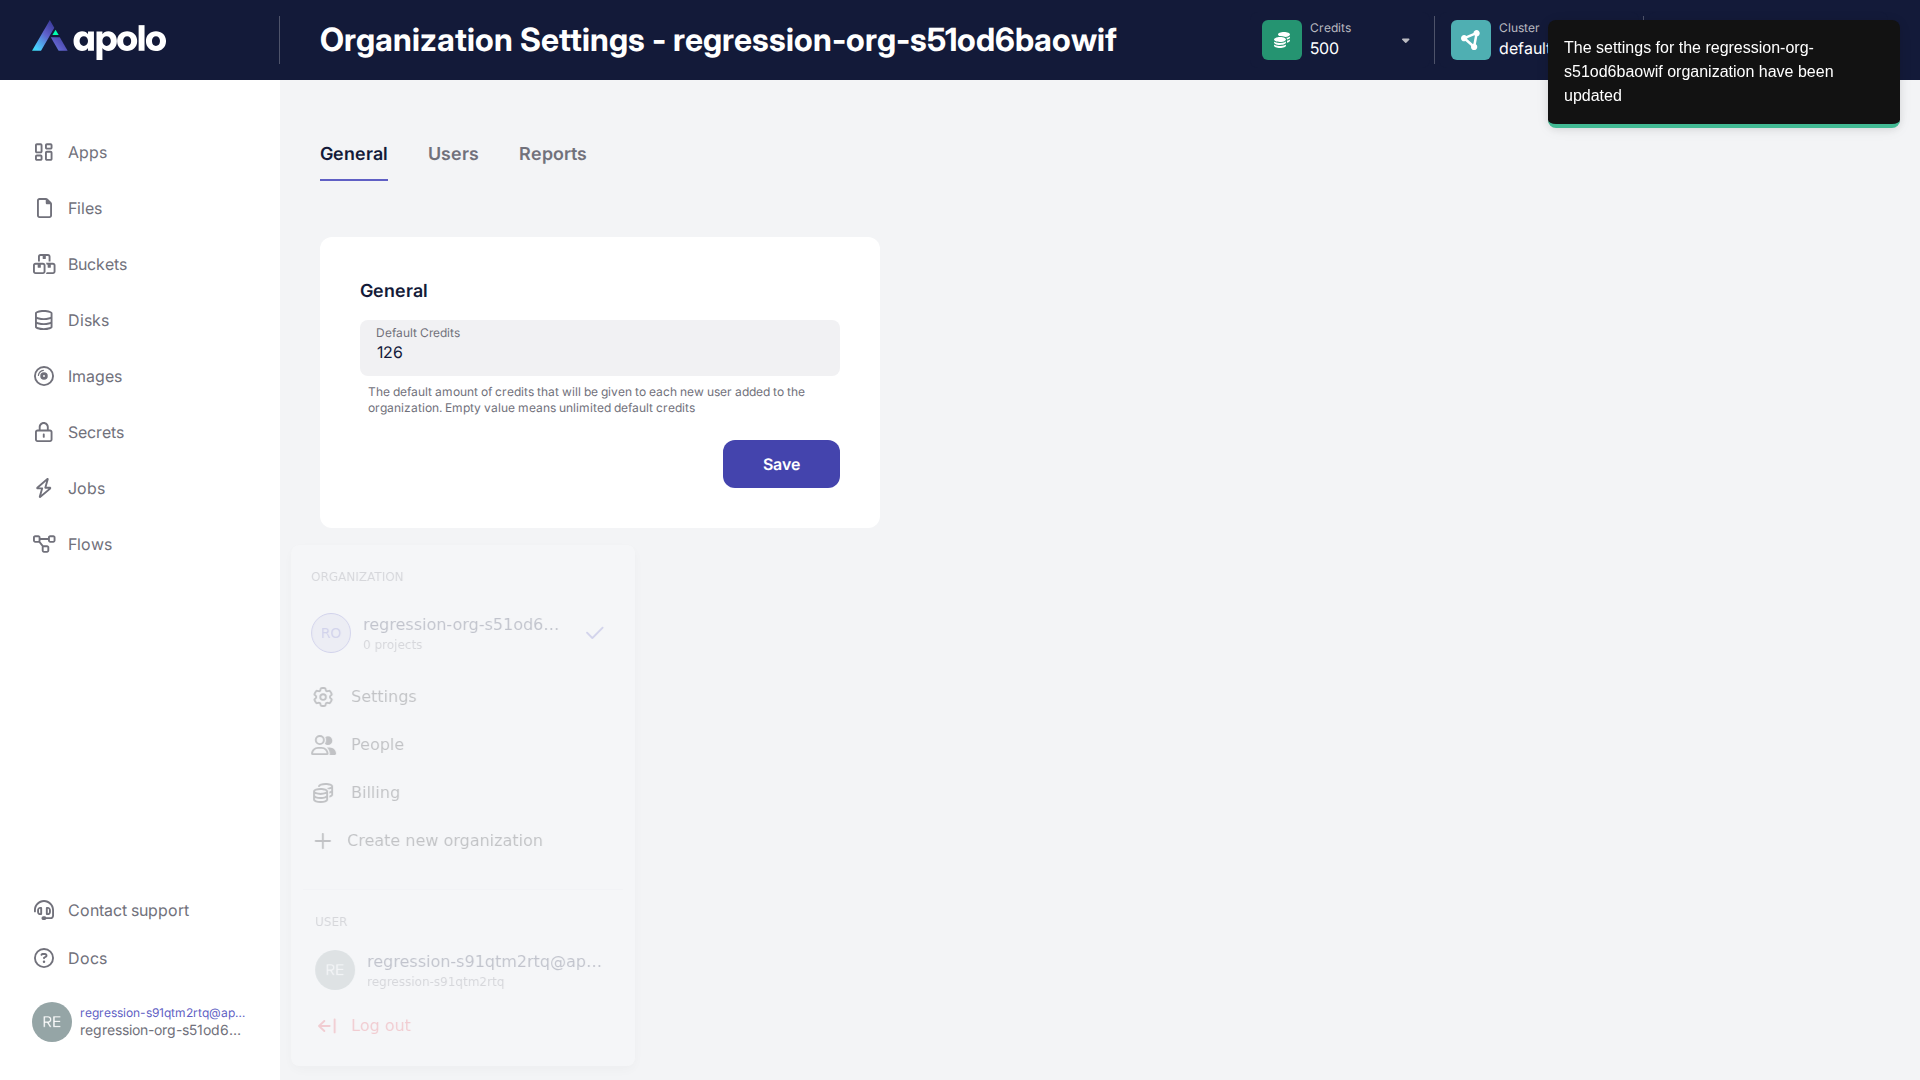 apolo
Organization Settings - regression-org-s51od6baowif
Credits
500
Cluster
default
The settings for the regression-org-
s51od6baowif organization have been
updated
Apps
Files
Buckets
Disks
Images
Secrets
Jobs
Flows
Contact support
Docs
RE
regression-s91qtm2rtq@ap...
regression-org-s51od6...
General
Users
Reports
General
Default Credits
126
The default amount of credits that will be given to each new user added to the
organization. Empty value means unlimited default credits
Save
ORGANIZATION
RO
regression-org-s51od6...
0 projects
Settings
People
Billing
Create new organization
USER
RE
regression-s91qtm2rtq@ap...
regression-s91qtm2rtq
Log out